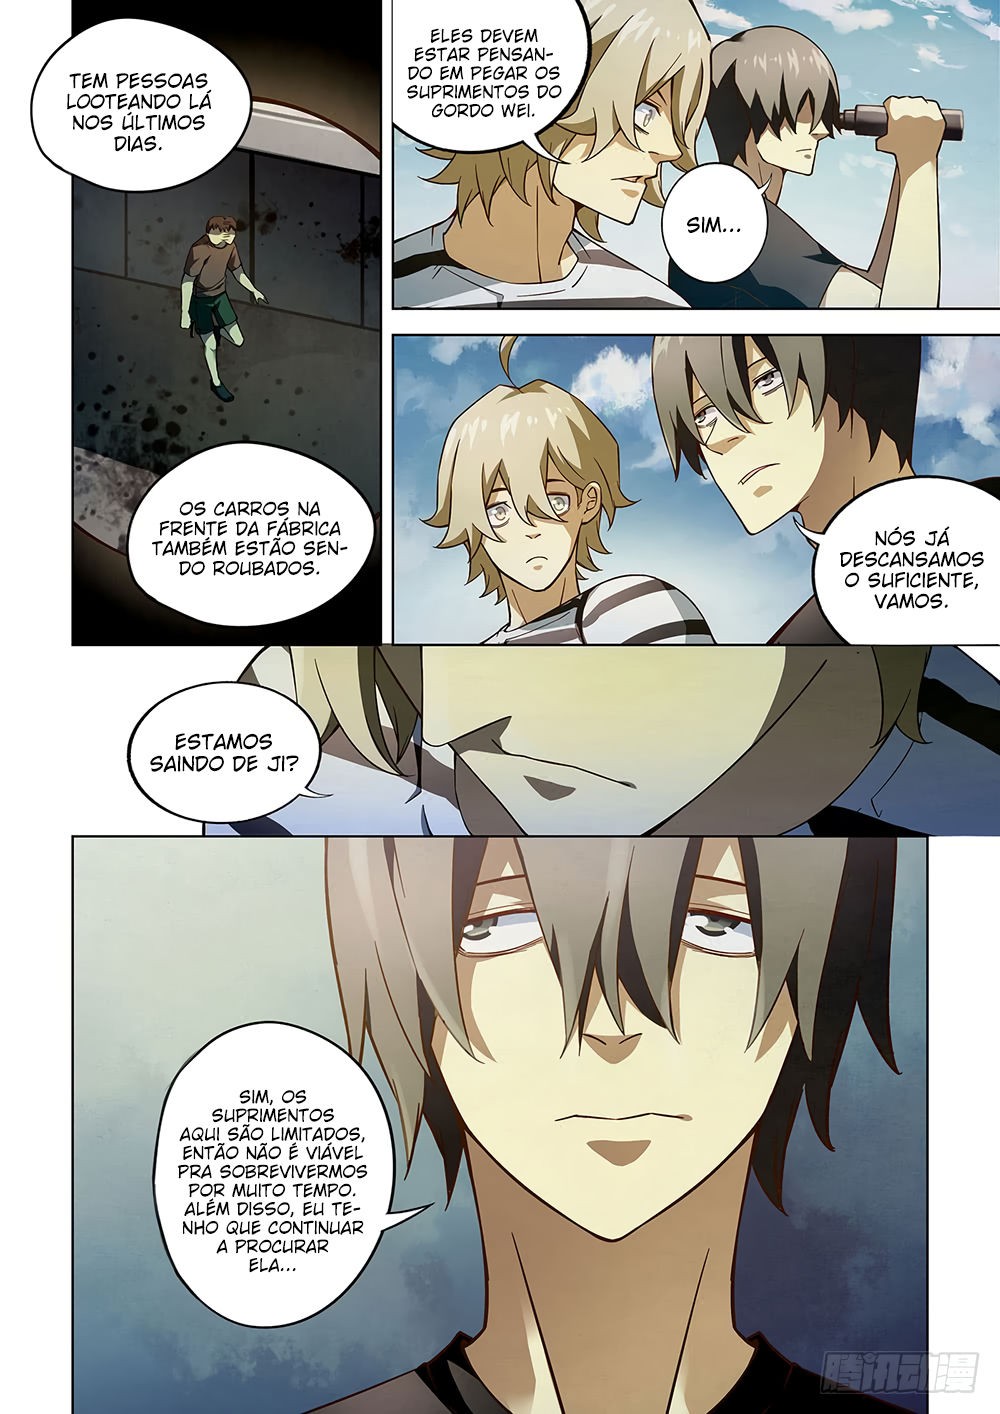 TEM PESSOAS
LOOTEANDO LÁ
NOS ÚLTIMOS
DIAS.
ELES DEVEM
ESTAR PENSAN-
DO EM PEGAR OS
SUPRIMENTOS DO
GORDO WEI.
SIM...
OS CARROS NA
FRENTE DA FÁBRICA
TAMBÉM ESTÃO SEN-
DO ROUBADOS.
NÓS JÁ
DESCANSAMOS
O SUFICIENTE,
VAMOS.
ESTAMOS
SAINDO DE JI?
SIM, OS
SUPRIMENTOS
AQUI SÃO LIMITADOS,
ENTÃO NÃO É VIÁVEL
PRA SOBREVIVERMOS
POR MUITO TEMPO.
ALÉM DISSO, EU TE-
NHO QUE CONTINUAR
A PROCURAR
ELA...
腾讯动漫